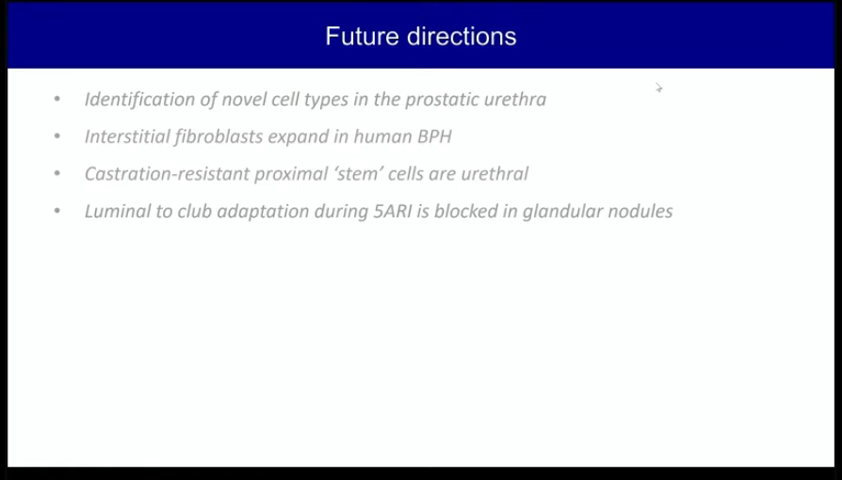 Future directions
• Identification of novel cell types in the prostatic urethra
• Interstitial fibroblasts expand in human BPH
• Castration-resistant proximal ‘stem’ cells are urethral
• Luminal to club adaptation during 5ARI is blocked in glandular nodules